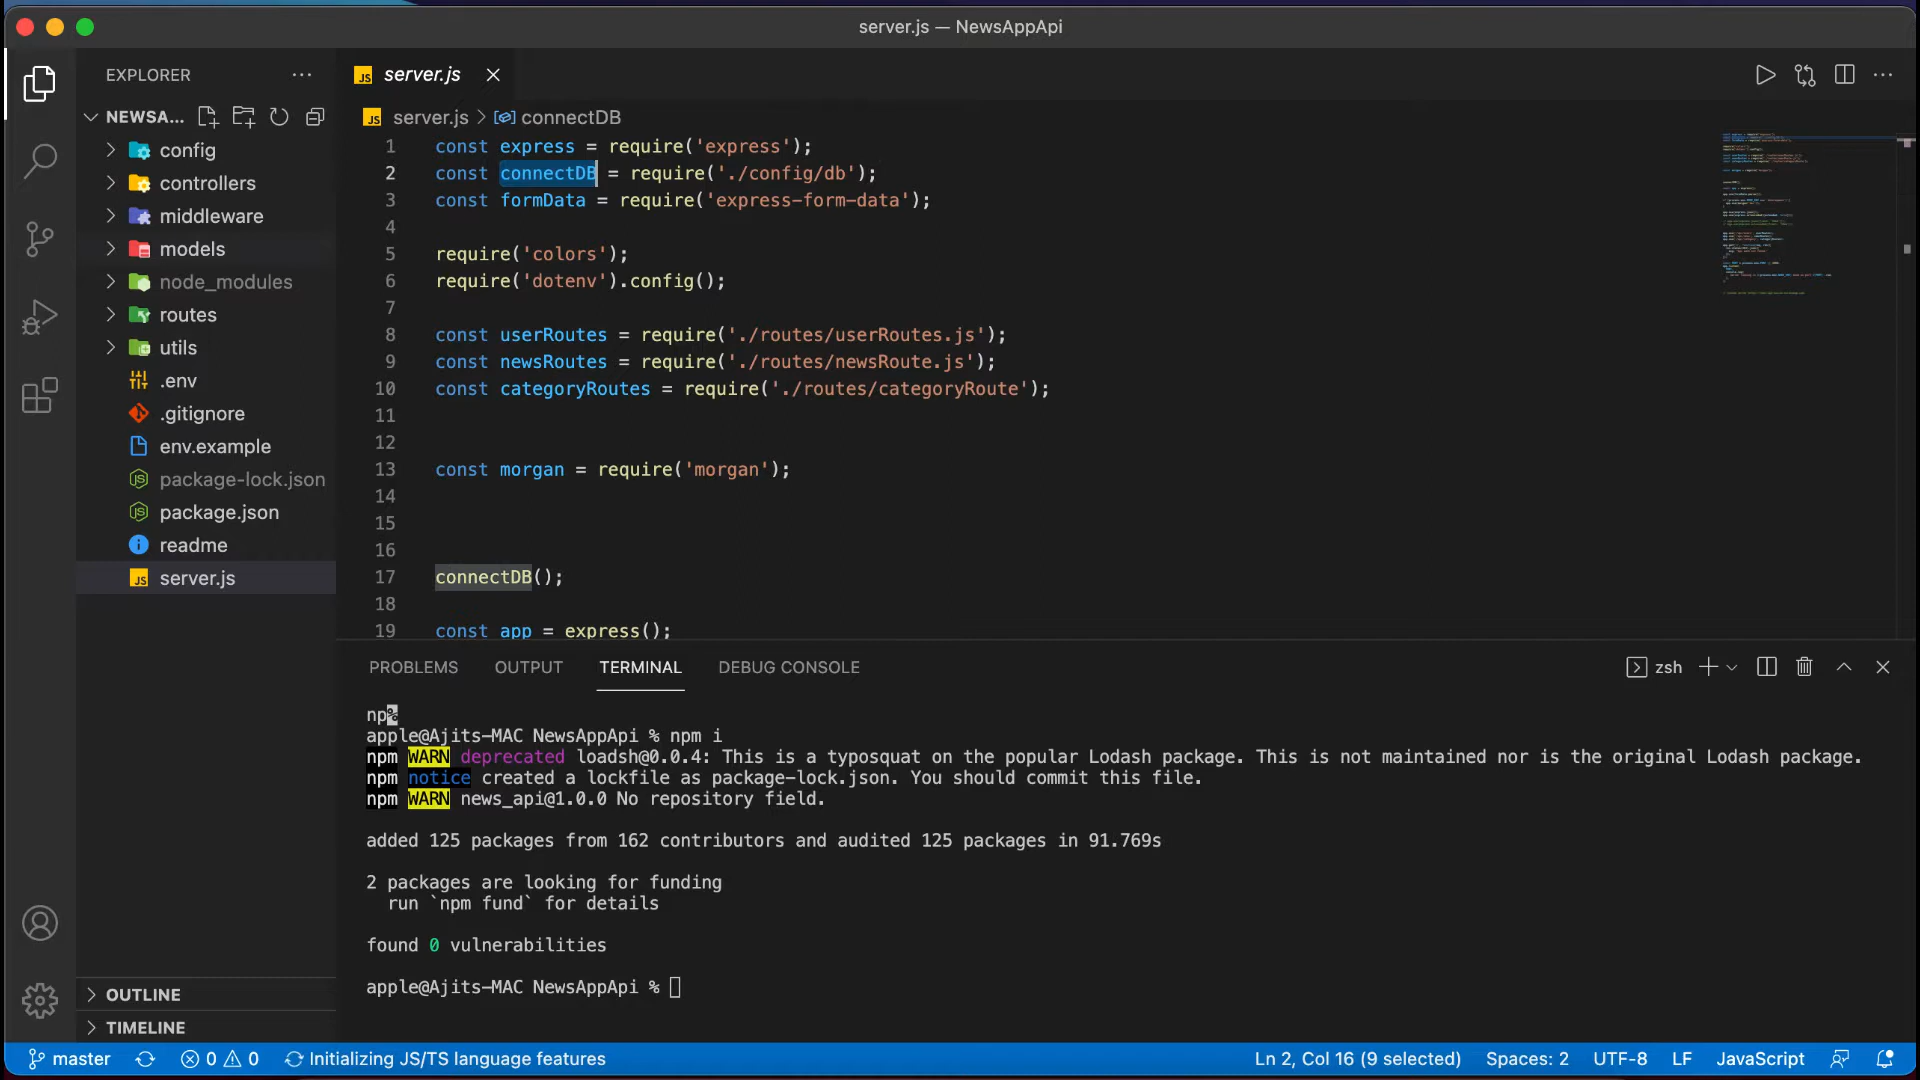 server.js — NewsAppApi
EXPLORER
server.js
NEWSA...
server.js > connectDB
config
controllers
middleware
models
node_modules
routes
utils
.env
.gitignore
env.example
package-lock.json
package.json
readme
server.js
OUTLINE
TIMELINE
1 const express = require('express');
2 const connectDB = require('./config/db');
3 const formData = require('express-form-data');
4
5 require('colors');
6 require('dotenv').config();
7
8 const userRoutes = require('./routes/userRoutes.js');
9 const newsRoutes = require('./routes/newsRoute.js');
10 const categoryRoutes = require('./routes/categoryRoute');
11
12
13 const morgan = require('morgan');
14
15
16
17 connectDB();
18
19 const app = express();
PROBLEMS OUTPUT TERMINAL DEBUG CONSOLE
zsh
np%
apple@Ajits-MAC NewsAppApi % npm i
npm WARN deprecated loadsh@0.0.4: This is a typosquat on the popular Lodash package. This is not maintained nor is the original Lodash package.
npm notice created a lockfile as package-lock.json. You should commit this file.
npm WARN news_api@1.0.0 No repository field.
added 125 packages from 162 contributors and audited 125 packages in 91.769s
2 packages are looking for funding
run `npm fund` for details
found 0 vulnerabilities
apple@Ajits-MAC NewsAppApi %
master 0 0 Initializing JS/TS language features Ln 2, Col 16 (9 selected) Spaces: 2 UTF-8 LF JavaScript